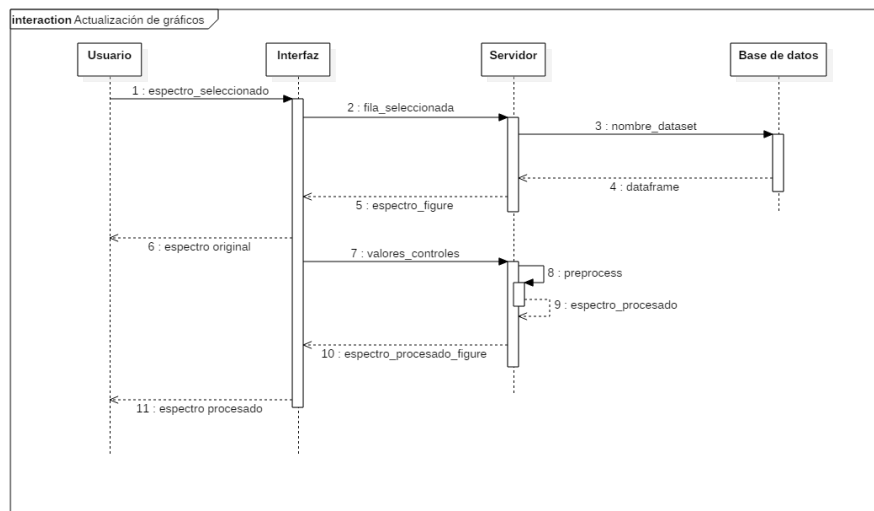 interaction Actualización de gráficos
Usuario
Interfaz
Servidor
Base de datos
1 : espectro_seleccionado
2 : fila_seleccionada
3 : nombre_dataset
4 : dataframe
5 : espectro_figure
6 : espectro original
7 : valores_controles
8 : preprocess
9 : espectro_procesado
10 : espectro_procesado_figure
11 : espectro procesado